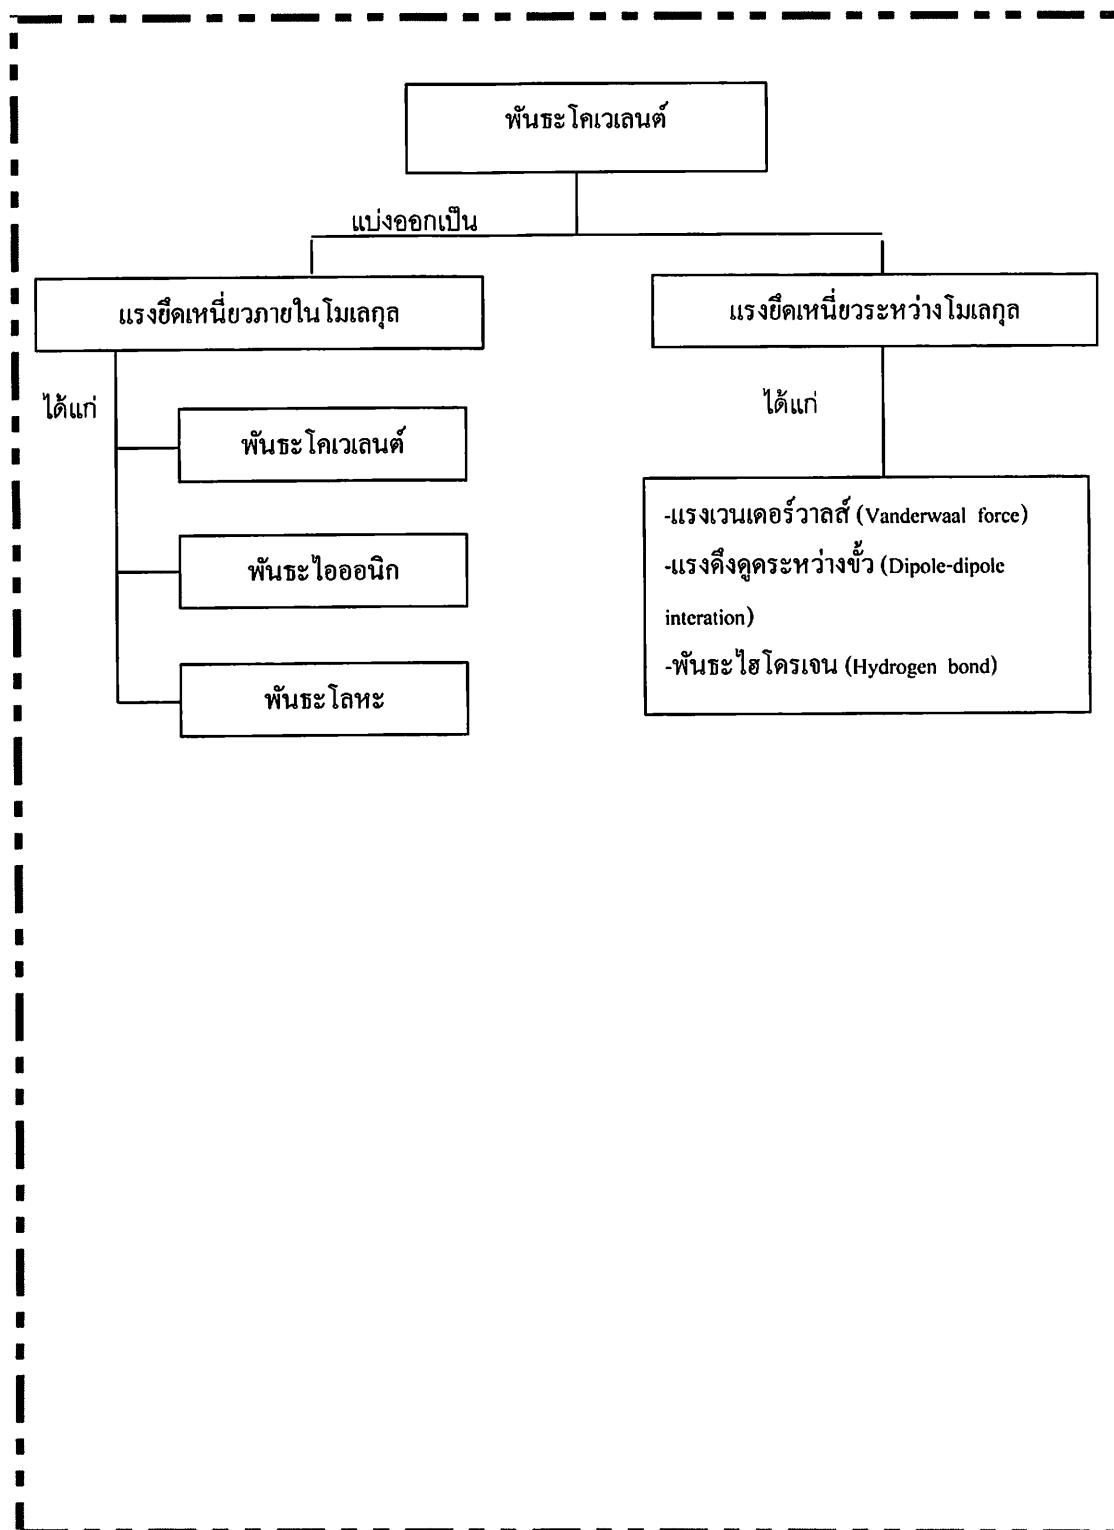 พันธะโคเวเลนต์
แบ่งออกเป็น
แรงยึดเหนี่ยวภายในโมเลกุล
แรงยึดเหนี่ยวระหว่างโมเลกุล
ได้แก่
ได้แก่
พันธะโคเวเลนต์
พันธะไอออนิก
พันธะโลหะ
-แรงเวนเดอร์วาลส์ (Vanderwaal force)
-แรงดึงดูดระหว่างขั้ว (Dipole-dipole
interation)
-พันธะไฮโดรเจน (Hydrogen bond)